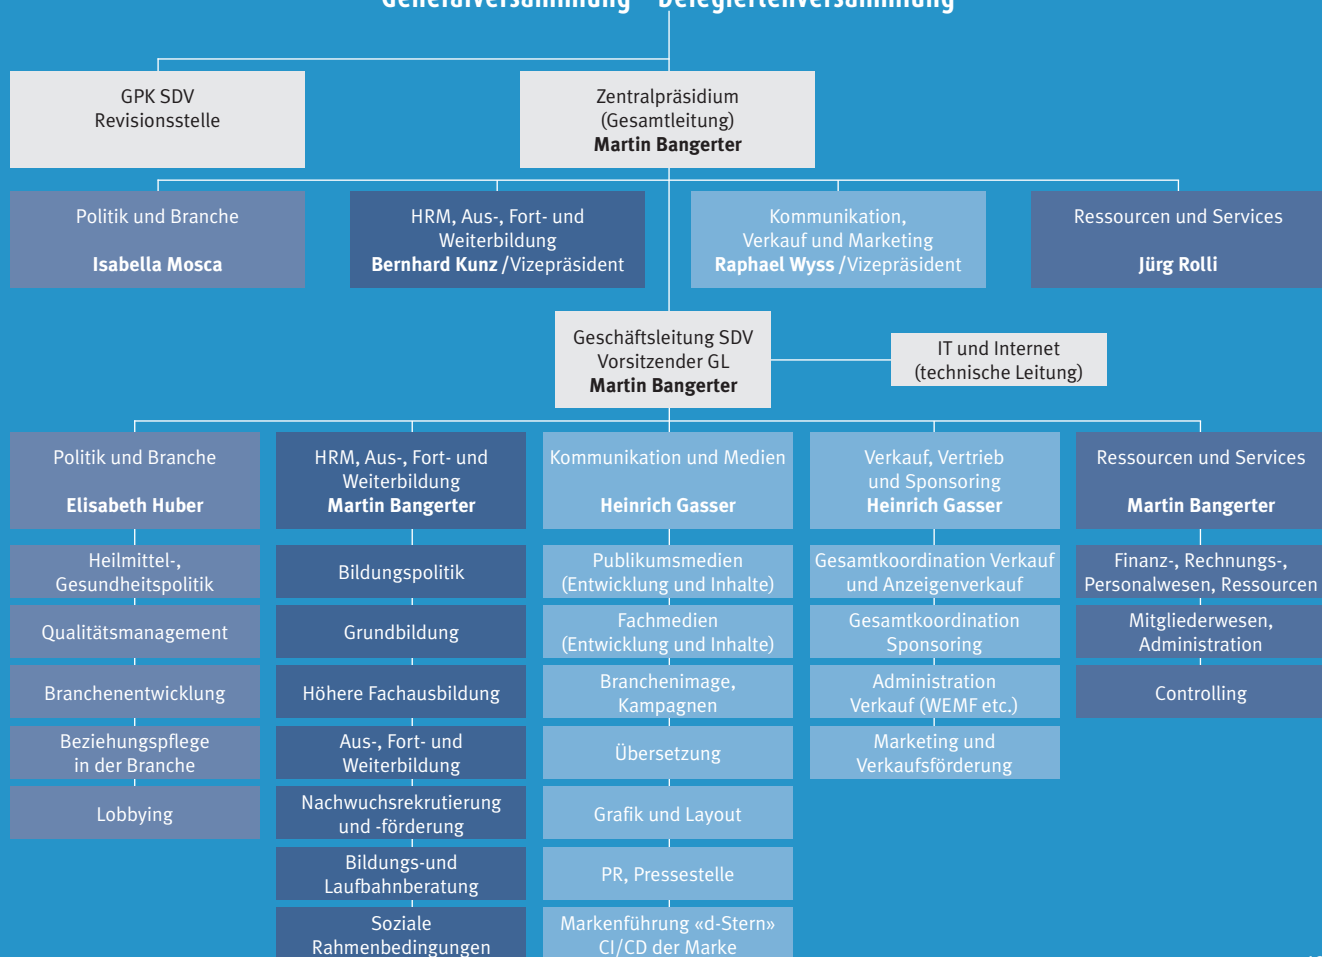 Generalversammlung Delegiertenversammlung
GPK SDV
Revisionsstelle
Zentralpräsidium
(Gesamtleitung)
Martin Bangerter
Politik und Branche
Isabella Mosca
HRM, Aus-, Fort- und
Weiterbildung
Bernhard Kunz/Vizepräsident
Kommunikation,
Verkauf und Marketing
Raphael Wyss/Vizepräsident
Ressourcen und Services
Jürg Rolli
Geschäftsleitung SDV
Vorsitzender GL
Martin Bangerter
IT und Internet
(technische Leitung)
Politik und Branche
Elisabeth Huber
Heilmittel-,
Gesundheitspolitik
Qualitätsmanagement
Branchenentwicklung
Beziehungspflege
in der Branche
Lobbying
HRM, Aus-, Fort- und
Weiterbildung
Martin Bangerter
Bildungspolitik
Grundbildung
Höhere Fachausbildung
Aus-, Fort- und
Weiterbildung
Nachwuchsrekrutierung
und -förderung
Bildungs-und
Laufbahnberatung
Soziale
Rahmenbedingungen
Kommunikation und Medien
Heinrich Gasser
Publikumsmedien
(Entwicklung und Inhalte)
Fachmedien
(Entwicklung und Inhalte)
Branchenimage,
Kampagnen
Übersetzung
Grafik und Layout
PR, Pressestelle
Markenführung «d-Stern»
CI/CD der Marke
Verkauf, Vertrieb
und Sponsoring
Heinrich Gasser
Gesamtkoordination Verkauf
und Anzeigenverkauf
Gesamtkoordination
Sponsoring
Administration
Verkauf (WEMF etc.)
Marketing und
Verkaufsförderung
Ressourcen und Services
Martin Bangerter
Finanz-, Rechnungs-,
Personalwesen, Ressourcen
Mitgliederwesen,
Administration
Controlling